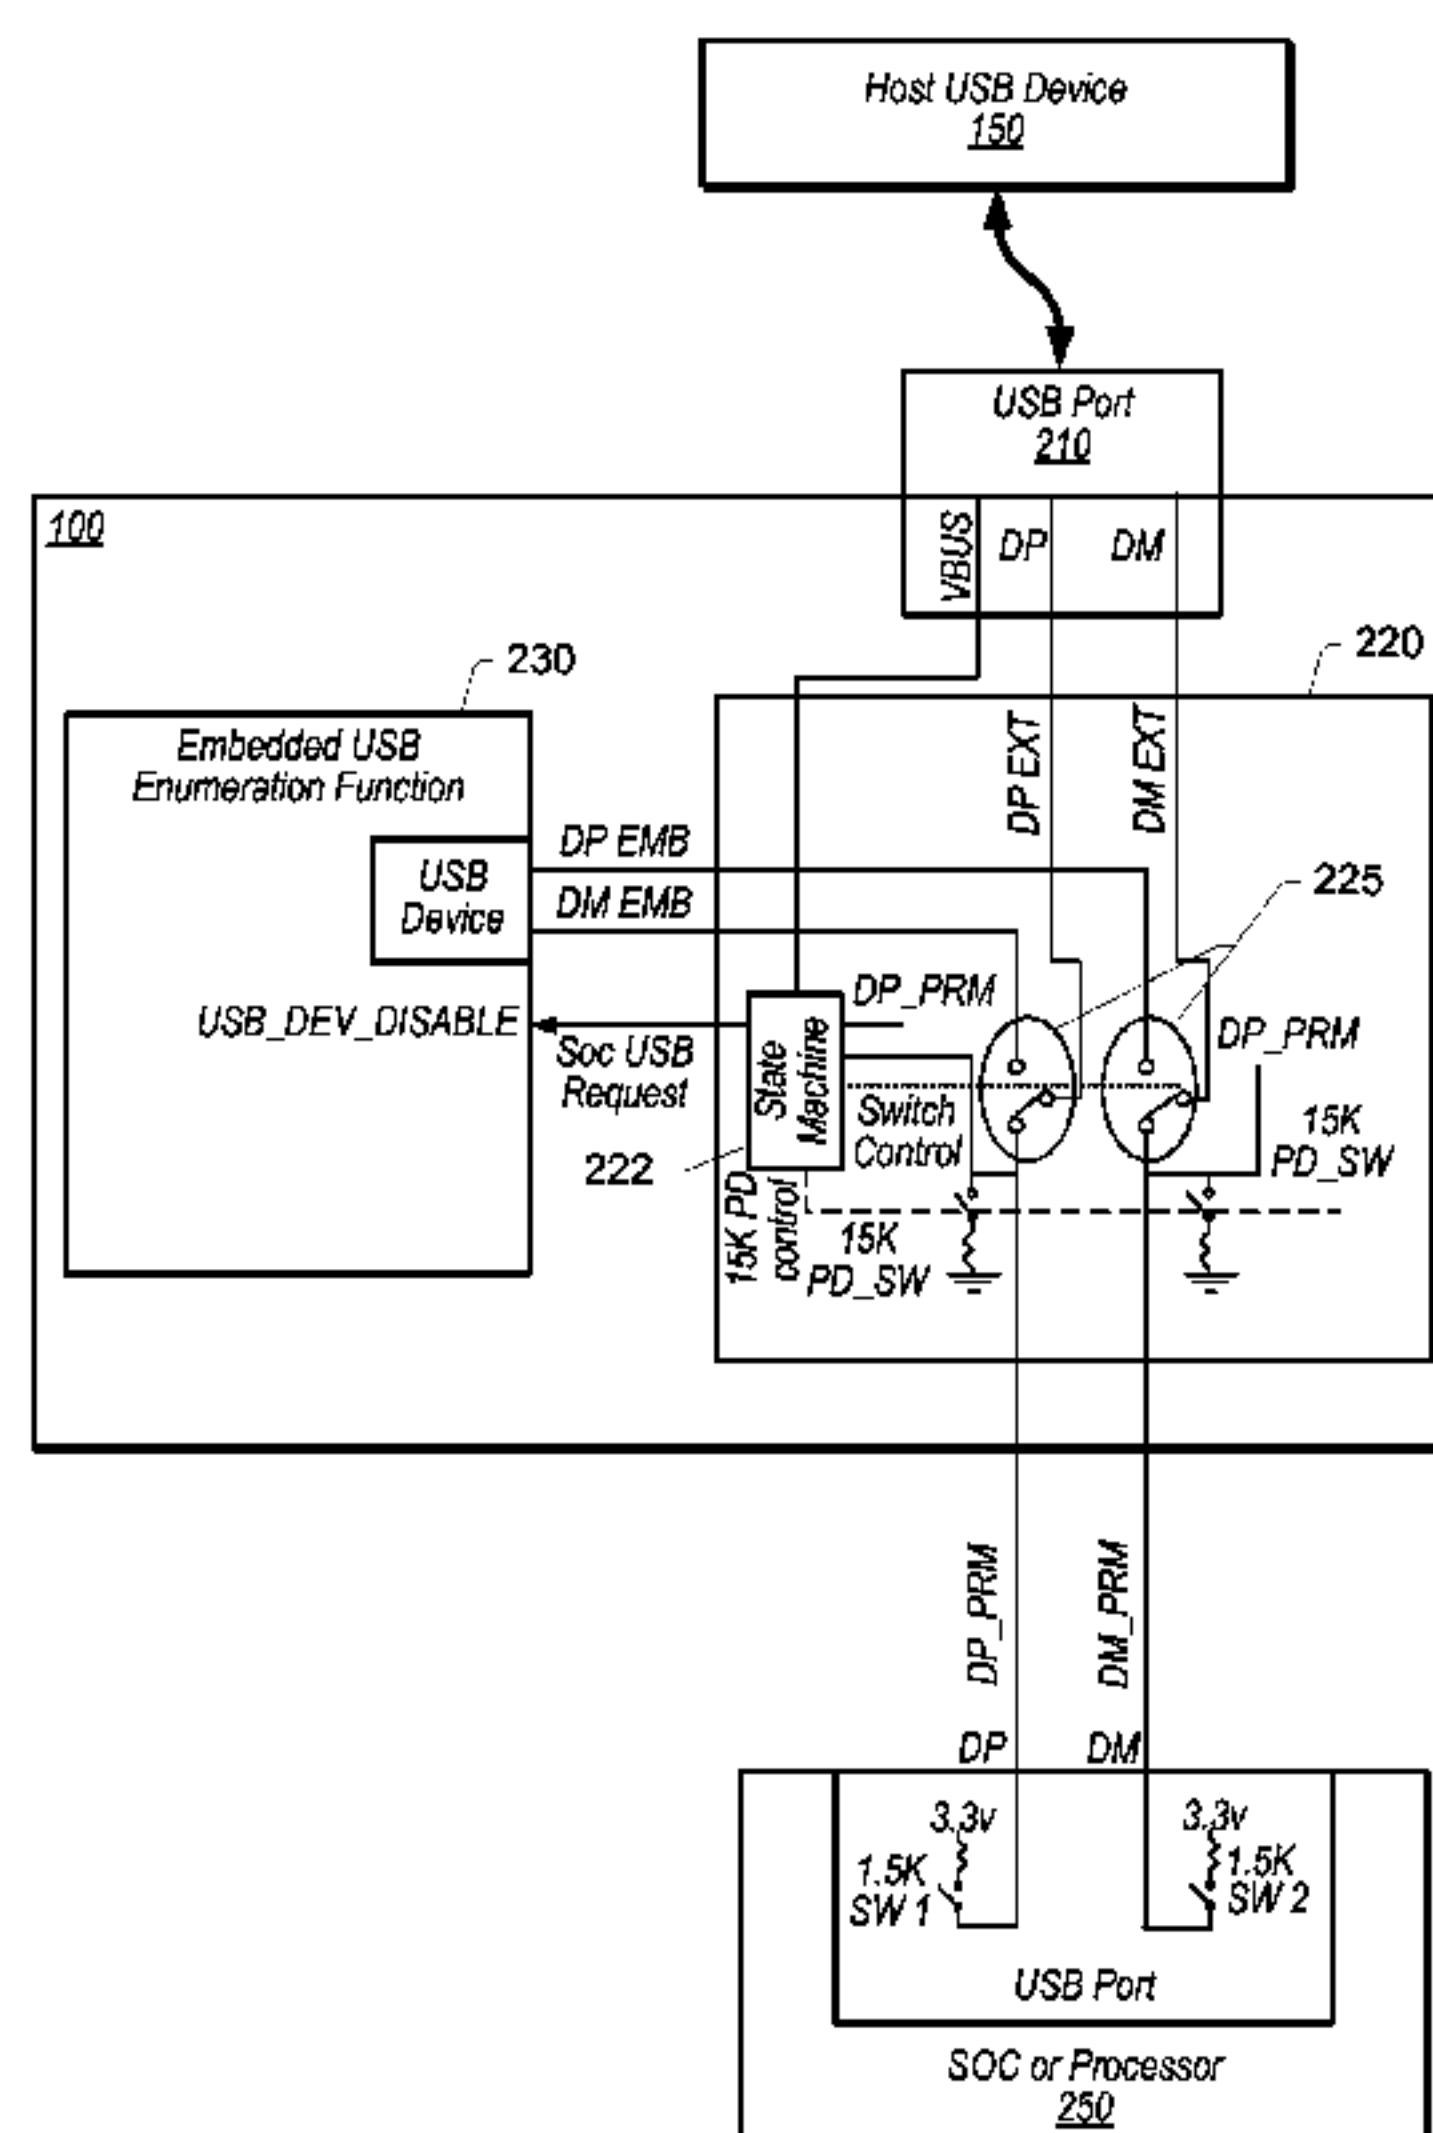 Host USB Device
150
USB Port
210
100
VBUS
DP
DM
230
220
Embedded USB
Enumeration Function
DP EXT
DM EXT
DP EMB
225
USB
Device
DM EMB
DP_PRM
USB_DEV_DISABLE
Soc USB
Request
State
Machine
DP_PRM
Switch
Control
15K
PD_SW
222
15K PD
control
15K
PD_SW
DP_PRM
DM_PRM
DP
DM
3.3v
3.3v
1.5K
SW 1
1.5K
SW 2
USB Port
SOC or Processor
250